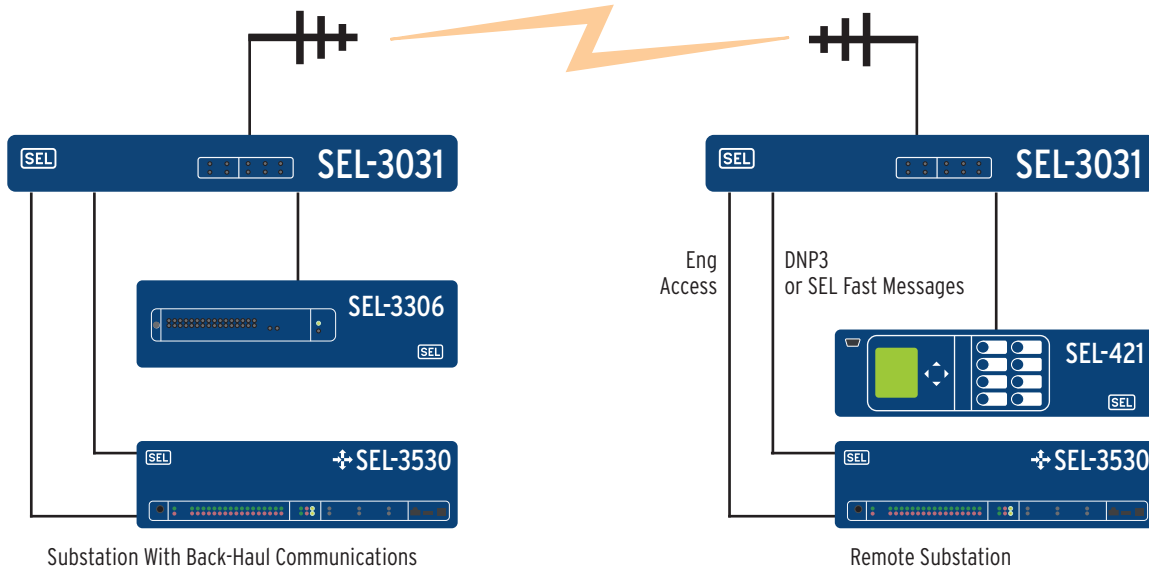 SEL
SEL-3031
SEL-3306
SEL
SEL
SEL-3530
Substation With Back-Haul Communications
SEL
SEL-3031
Eng
Access
DNP3
or SEL Fast Messages
SEL-421
SEL
SEL
SEL-3530
Remote Substation